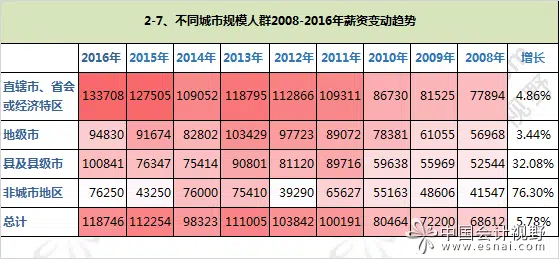 2-7、不同城市规模人群2008-2016年薪资变动趋势
2016年 2015年 2014年 2013年 2012年 2011年 2010年 2009年 2008年 增长
直辖市、省会
或经济特区 133708 127505 109052 118795 112866 109311 86730 81525 77894 4.86%
地级市 94830 91674 82802 103429 97723 89072 78381 61055 56968 3.44%
县及县级市 100841 76347 75414 90801 81120 89716 59638 55969 52544 32.08%
非城市地区 76250 43250 76000 75410 39290 65627 55163 48606 41547 76.30%
总计 118746 112254 98323 111005 103842 100191 80464 72200 68612 5.78%
中国会计视野
www.esnai.com